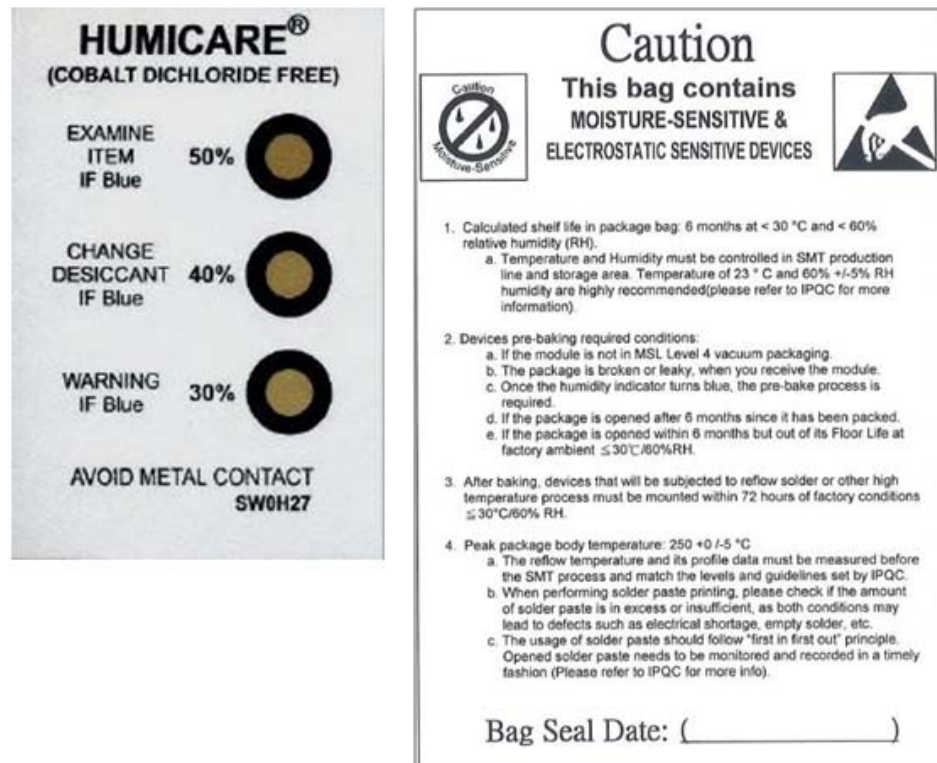 HUMICARE®
(COBALT DICHLORIDE FREE)
EXAMINE
ITEM
IF Blue
50%
CHANGE
DESICCANT
IF Blue
40%
WARNING
IF Blue
30%
AVOID METAL CONTACT
SW0H27
Caution
This bag contains
MOISTURE-SENSITIVE &
ELECTROSTATIC SENSITIVE DEVICES
Caution
Moisture-Sensitive
1. Calculated shelf life in package bag: 6 months at < 30 °C and < 60%
relative humidity (RH).
a. Temperature and Humidity must be controlled in SMT production
line and storage area. Temperature of 23 ° C and 60% +/-5% RH
humidity are highly recommended(please refer to IPQC for more
information).
2. Devices pre-baking required conditions:
a. If the module is not in MSL Level 4 vacuum packaging.
b. The package is broken or leaky, when you receive the module.
c. Once the humidity indicator turns blue, the pre-bake process is
required.
d. If the package is opened after 6 months since it has been packed.
e. If the package is opened within 6 months but out of its Floor Life at
factory ambient ≦30℃/60%RH.
3. After baking, devices that will be subjected to reflow solder or other high
temperature process must be mounted within 72 hours of factory conditions
≦30°C/60% RH.
4. Peak package body temperature: 250 +0 /-5 °C
a. The reflow temperature and its profile data must be measured before
the SMT process and match the levels and guidelines set by IPQC.
b. When performing solder paste printing, please check if the amount
of solder paste is in excess or insufficient, as both conditions may
lead to defects such as electrical shortage, empty solder, etc.
c. The usage of solder paste should follow "first in first out" principle.
Opened solder paste needs to be monitored and recorded in a timely
fashion (Please refer to IPQC for more info).
Bag Seal Date: (____________)